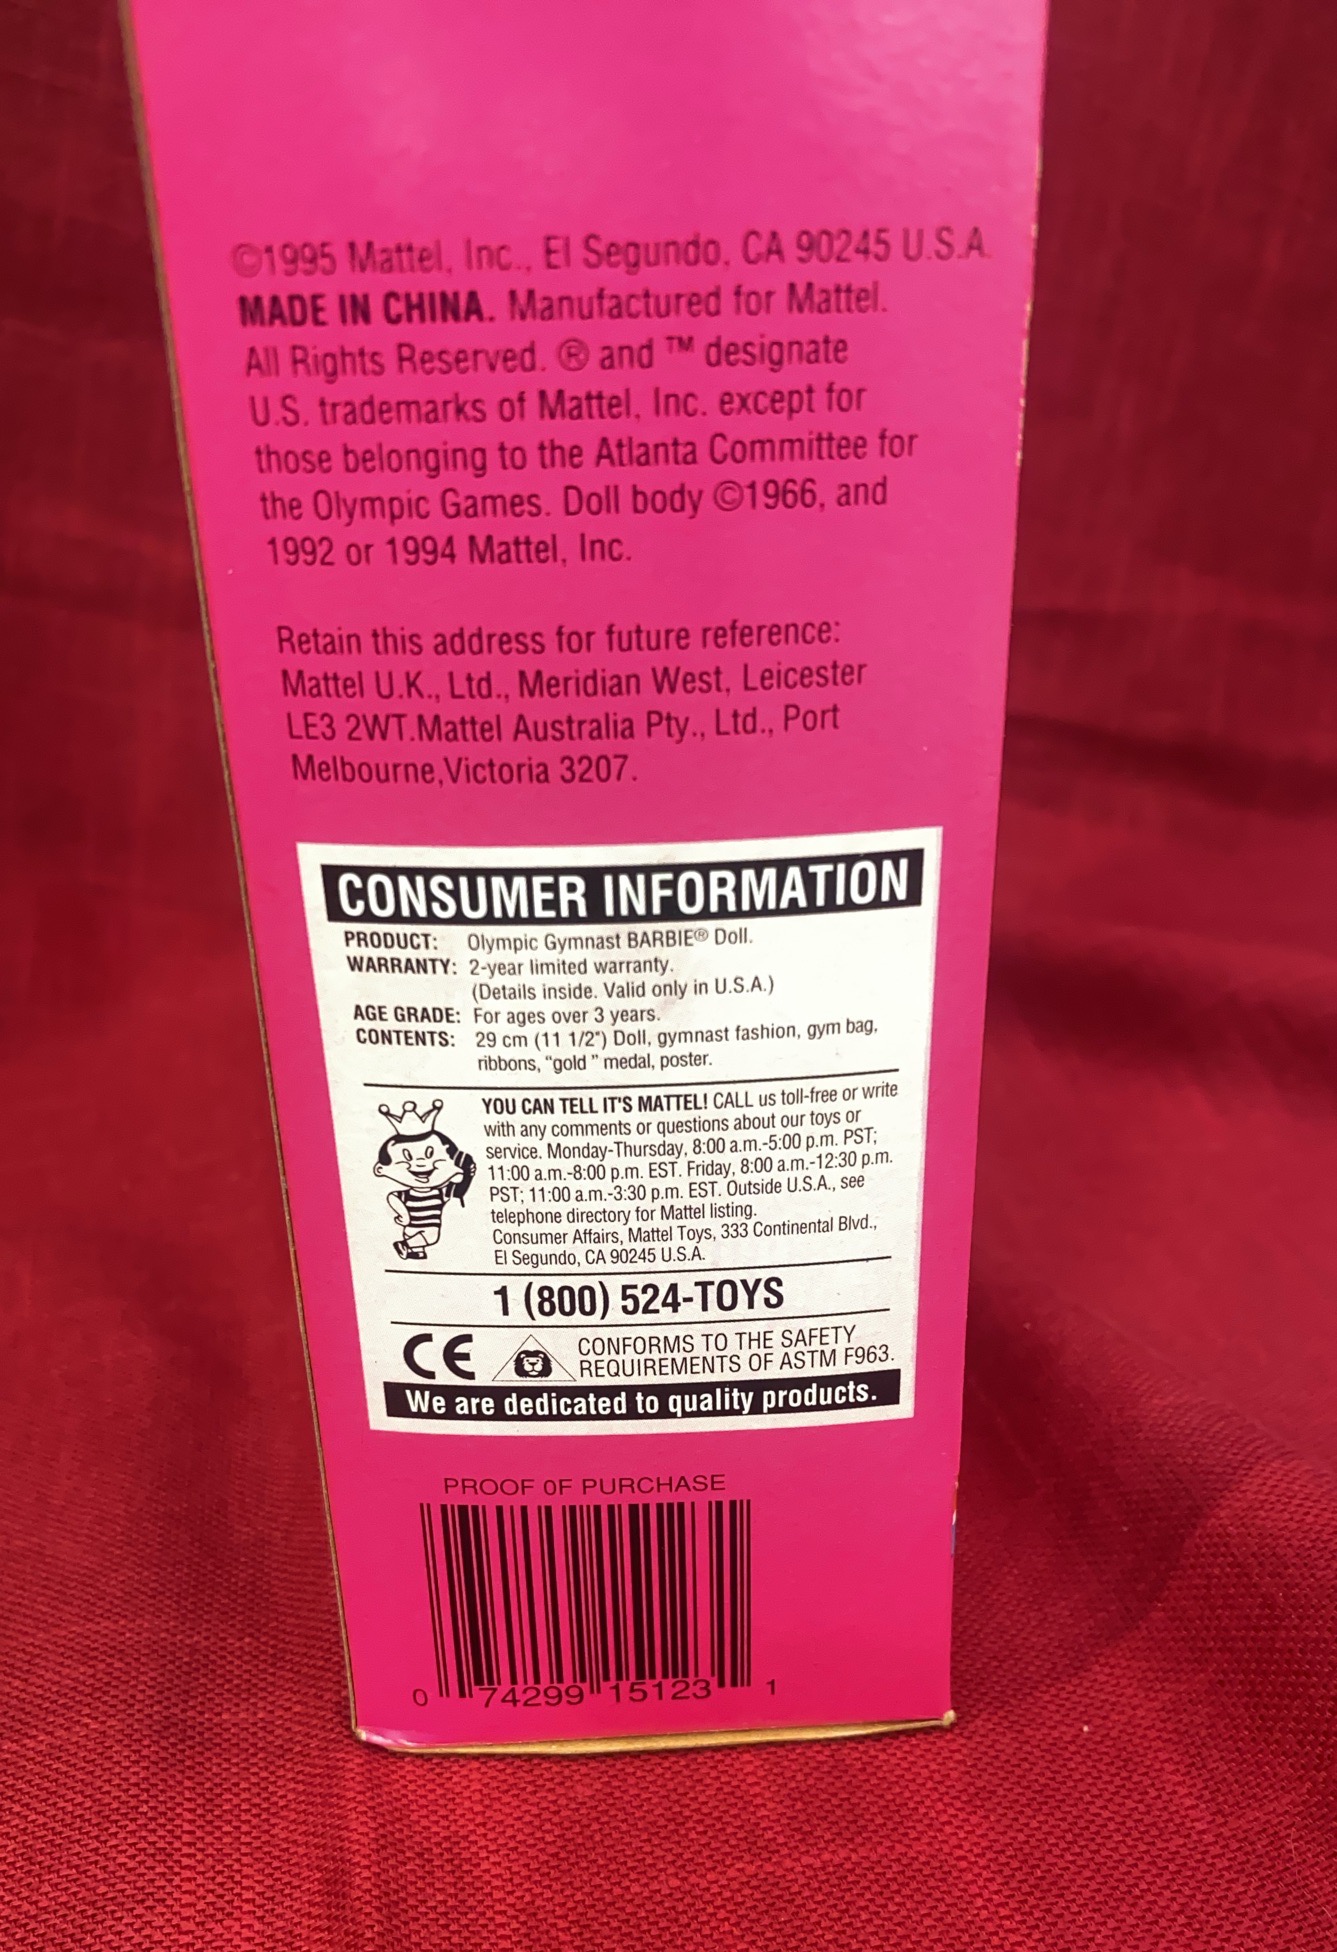 ©1995 Mattel, Inc., El Segundo, CA 90245 U.S.A.
MADE IN CHINA. Manufactured for Mattel.
All Rights Reserved. ® and ™ designate
U.S. trademarks of Mattel, Inc. except for
those belonging to the Atlanta Committee for
the Olympic Games. Doll body ©1966, and
1992 or 1994 Mattel, Inc.
Retain this address for future reference:
Mattel U.K., Ltd., Meridian West, Leicester
LE3 2WT.Mattel Australia Pty., Ltd., Port
Melbourne,Victoria 3207.
CONSUMER INFORMATION
PRODUCT: Olympic Gymnast BARBIE® Doll.
WARRANTY: 2-year limited warranty.
(Details inside. Valid only in U.S.A.)
AGE GRADE: For ages over 3 years.
CONTENTS: 29 cm (11 1/2") Doll, gymnast fashion, gym bag,
ribbons, "gold" medal, poster.
YOU CAN TELL IT'S MATTEL! CALL us toll-free or write
with any comments or questions about our toys or
service. Monday-Thursday, 8:00 a.m.-5:00 p.m. PST;
11:00 a.m.-8:00 p.m. EST. Friday, 8:00 a.m.-12:30 p.m.
PST; 11:00 a.m.-3:30 p.m. EST. Outside U.S.A., see
telephone directory for Mattel listing.
Consumer Affairs, Mattel Toys, 333 Continental Blvd.,
El Segundo, CA 90245 U.S.A.
1 (800) 524-TOYS
CE CONFORMS TO THE SAFETY
REQUIREMENTS OF ASTM F963.
We are dedicated to quality products.
PROOF OF PURCHASE
0 74299 15123 1